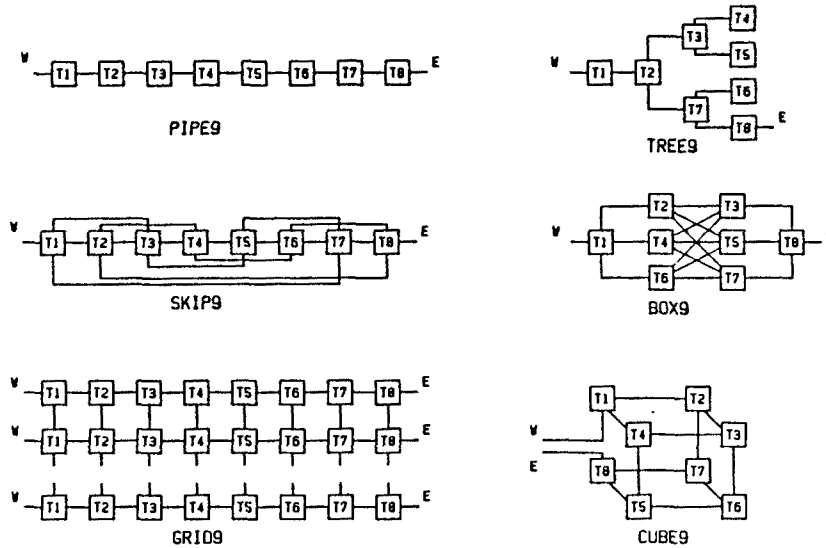 W T1 T2 T3 T4 T5 T6 T7 T8 E
PIPE9
W T1 T2 T3 T4 T5 T6 T7 T8 E
TREE9
W T1 T2 T3 T4 T5 T6 T7 T8 E
SKIP9
W T1 T2 T3 T4 T5 T6 T7 T8
BOX9
W T1 T2 T3 T4 T5 T6 T7 T8 E
W T1 T2 T3 T4 T5 T6 T7 T8 E
W T1 T2 T3 T4 T5 T6 T7 T8 E
GRID9
T1 T2
W T4 T3
E T8 T7
T5 T6
CUBE9